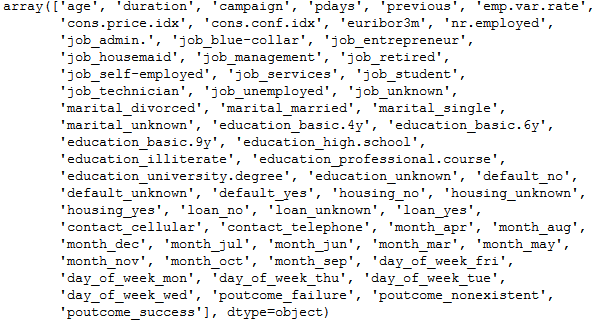 array(['age', 'duration', 'campaign', 'pdays', 'previous', 'emp.var.rate',
'cons.price.idx', 'cons.conf.idx', 'euribor3m', 'nr.employed',
'job_admin.', 'job_blue-collar', 'job_entrepreneur',
'job_housemaid', 'job_management', 'job_retired',
'job_self-employed', 'job_services', 'job_student',
'job_technician', 'job_unemployed', 'job_unknown',
'marital_divorced', 'marital_married', 'marital_single',
'marital_unknown', 'education_basic.4y', 'education_basic.6y',
'education_basic.9y', 'education_high.school',
'education_illiterate', 'education_professional.course',
'education_university.degree', 'education_unknown', 'default_no',
'default_unknown', 'default_yes', 'housing_no', 'housing_unknown',
'housing_yes', 'loan_no', 'loan_unknown', 'loan_yes',
'contact_cellular', 'contact_telephone', 'month_apr', 'month_aug',
'month_dec', 'month_jul', 'month_jun', 'month_mar', 'month_may',
'month_nov', 'month_oct', 'month_sep', 'day_of_week_fri',
'day_of_week_mon', 'day_of_week_thu', 'day_of_week_tue',
'day_of_week_wed', 'poutcome_failure', 'poutcome_nonexistent',
'poutcome_success'], dtype=object)